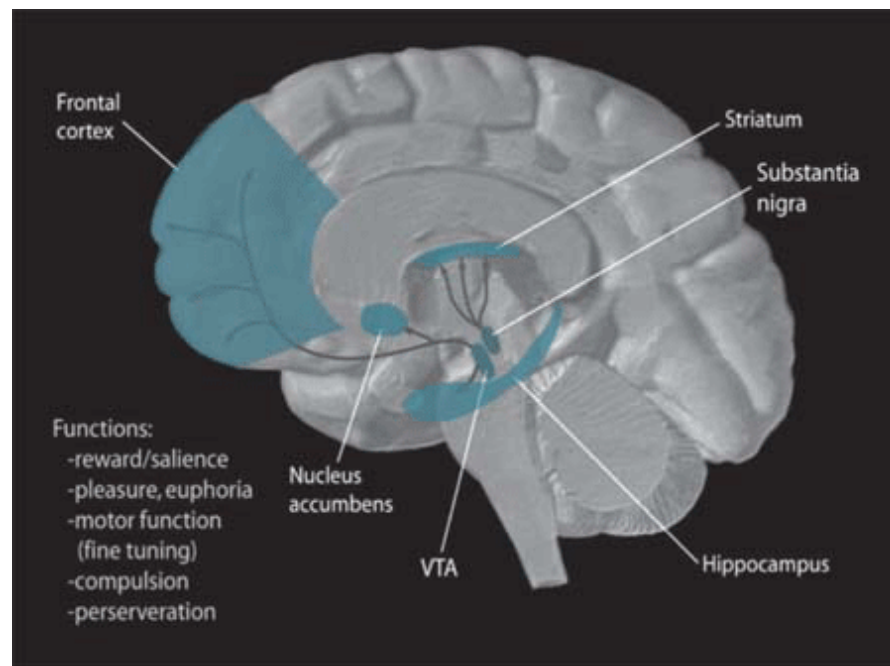 Frontal
cortex
Striatum
Substantia
nigra
Functions:
-reward/salience
-pleasure, euphoria
-motor function
(fine tuning)
-compulsion
-perserveration
Nucleus
accumbens
VTA
Hippocampus